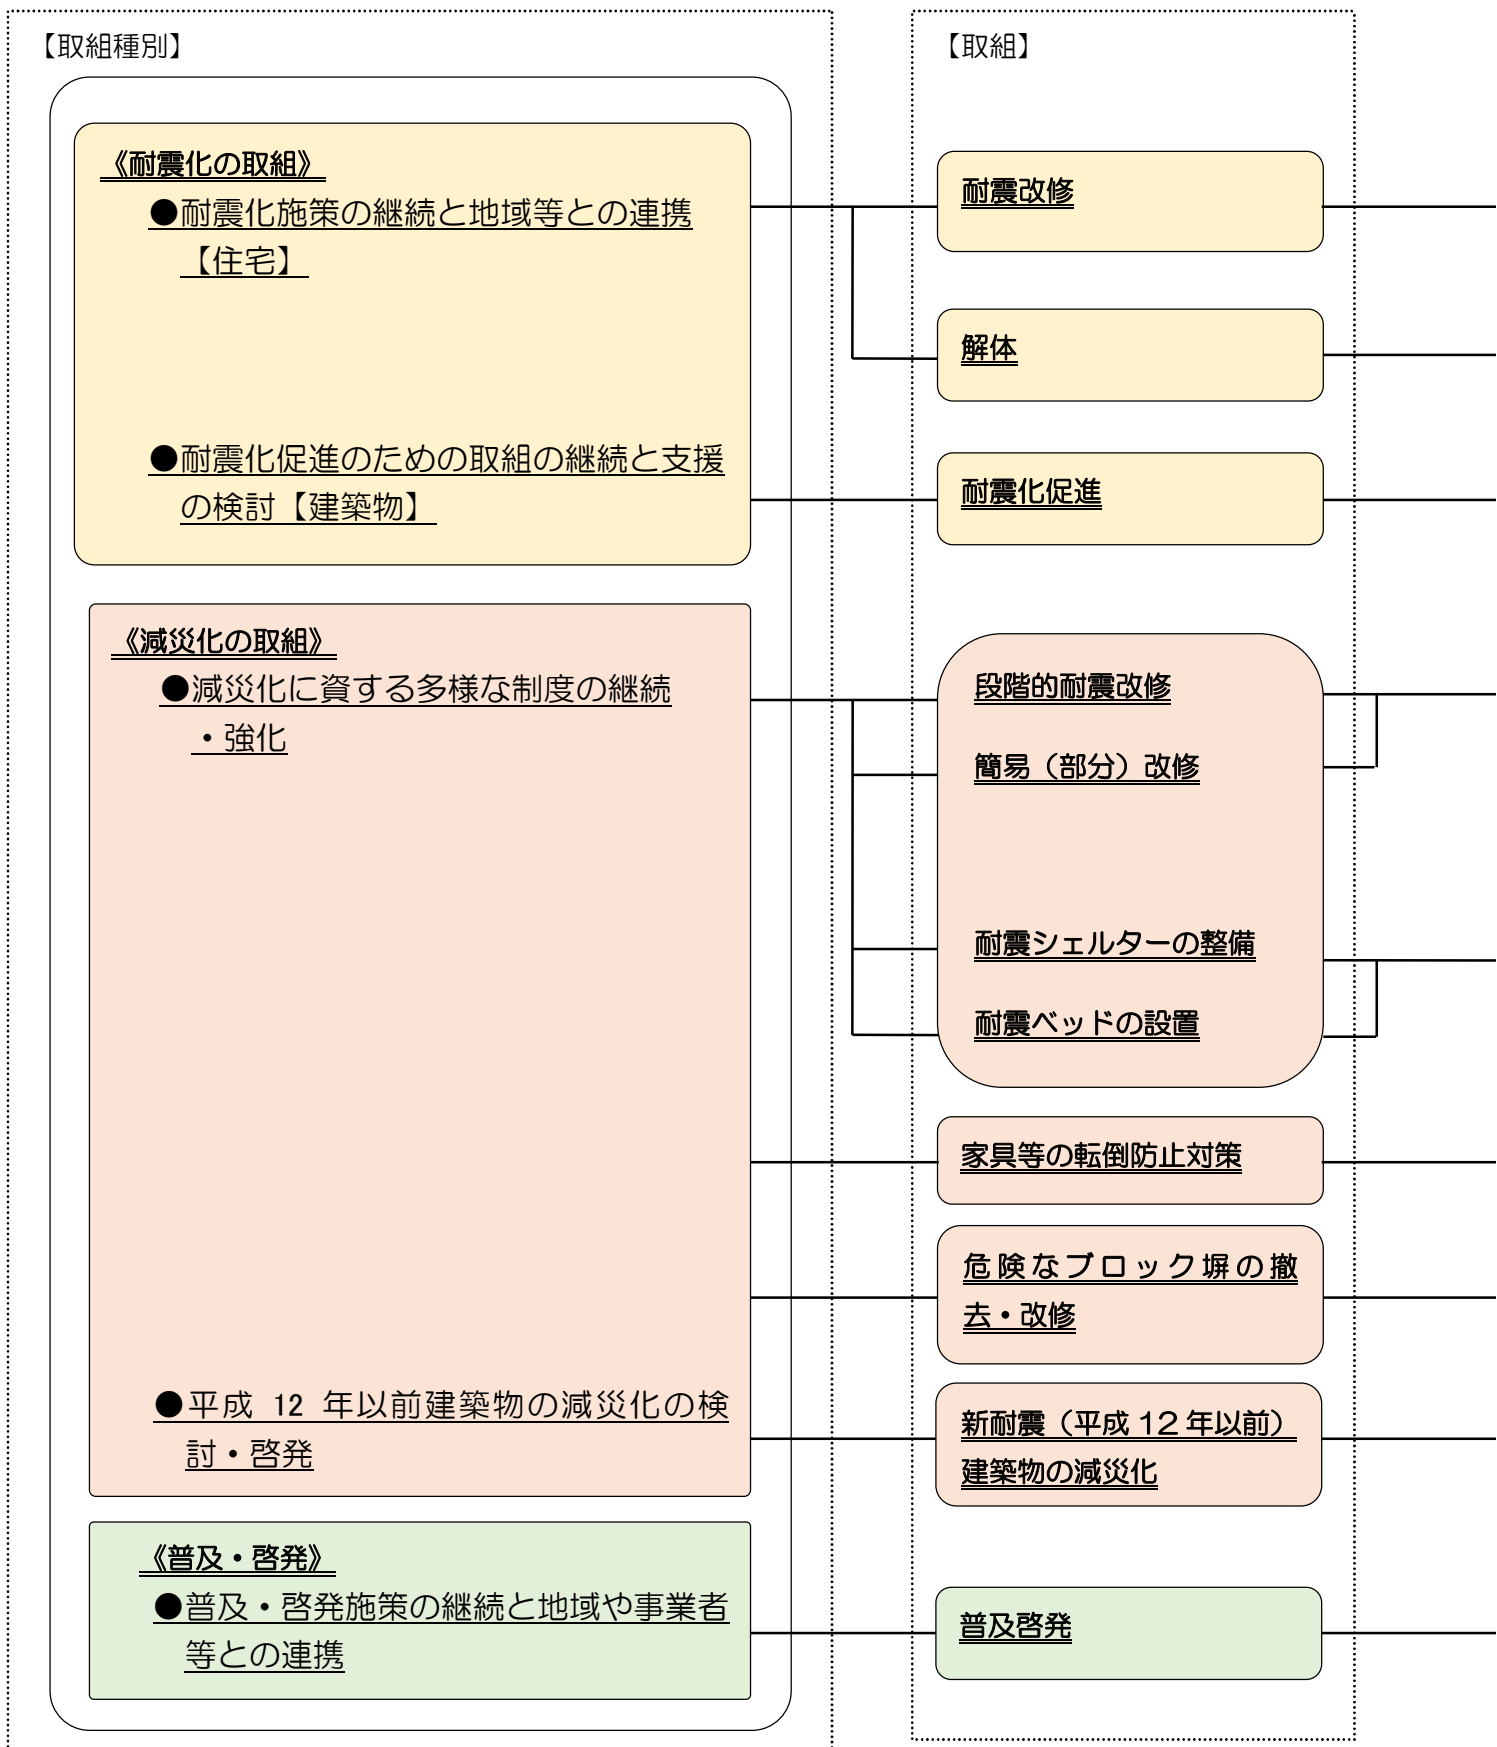 【取組種別】
《耐震化の取組》
●耐震化施策の継続と地域等との連携
【住宅】
●耐震化促進のための取組の継続と支援
の検討【建築物】
《減災化の取組》
●減災化に資する多様な制度の継続
・強化
●平成 12 年以前建築物の減災化の検
討・啓発
《普及・啓発》
●普及・啓発施策の継続と地域や事業者
等との連携
【取組】
耐震改修
解体
耐震化促進
段階的耐震改修
簡易（部分）改修
耐震シェルターの整備
耐震ベッドの設置
家具等の転倒防止対策
危険なブロック塀の撤
去・改修
新耐震（平成 12 年以前）
建築物の減災化
普及啓発